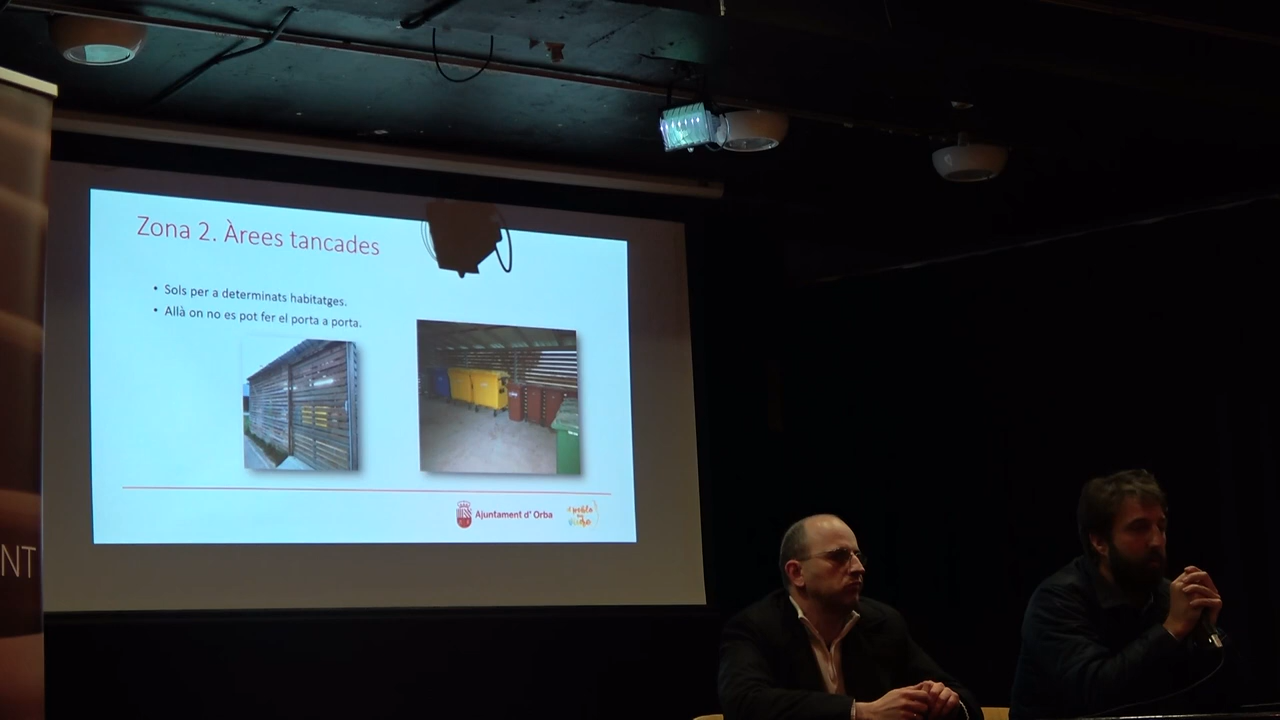 Zona 2. Àrees tancades
• Sols per a determinats habitatges.
• Allà on no es pot fer el porta a porta.
Ajuntament d' Orba
NT